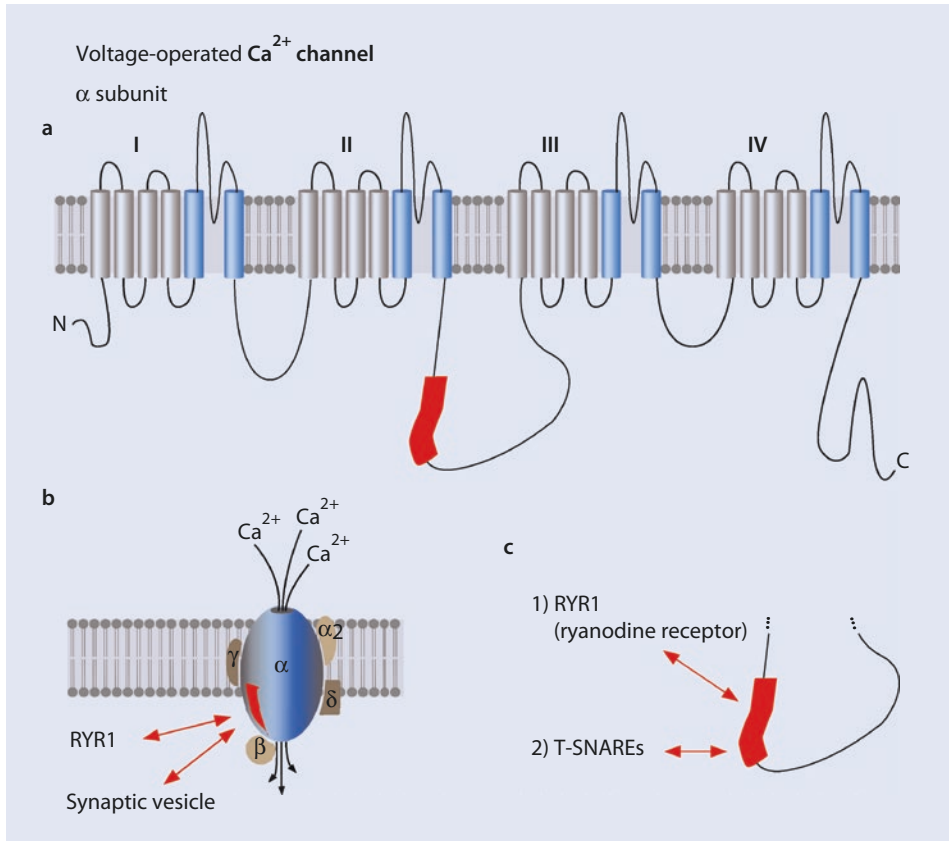 Voltage-operated Ca2+ channel
α subunit
a
I II III IV
N
C
b
Ca2+ Ca2+
Ca2+
γ α α2
δ
β
RYR1
Synaptic vesicle
c
1) RYR1
(ryanodine receptor)
2) T-SNAREs